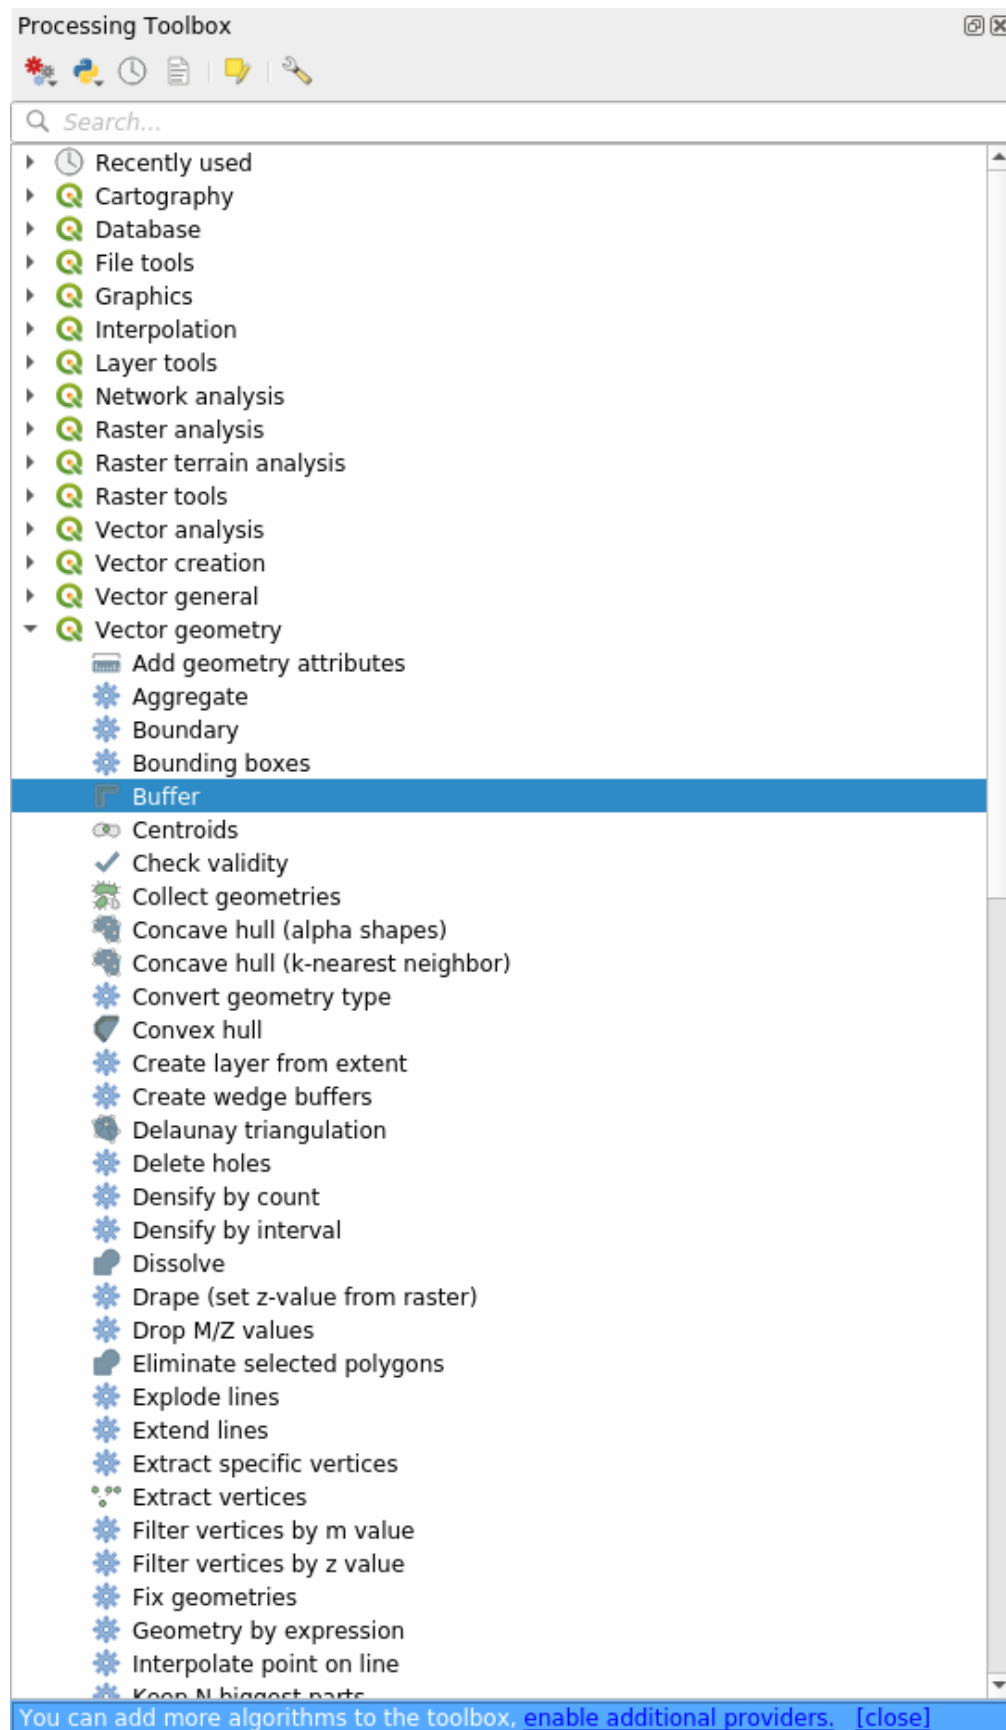 Processing Toolbox
Search...
Recently used
Cartography
Database
File tools
Graphics
Interpolation
Layer tools
Network analysis
Raster analysis
Raster terrain analysis
Raster tools
Vector analysis
Vector creation
Vector general
Vector geometry
Add geometry attributes
Aggregate
Boundary
Bounding boxes
Buffer
Centroids
Check validity
Collect geometries
Concave hull (alpha shapes)
Concave hull (k-nearest neighbor)
Convert geometry type
Convex hull
Create layer from extent
Create wedge buffers
Delaunay triangulation
Delete holes
Densify by count
Densify by interval
Dissolve
Drape (set z-value from raster)
Drop M/Z values
Eliminate selected polygons
Explode lines
Extend lines
Extract specific vertices
Extract vertices
Filter vertices by m value
Filter vertices by z value
Fix geometries
Geometry by expression
Interpolate point on line
Keep N biggest parts
You can add more algorithms to the toolbox, enable additional providers. [close]